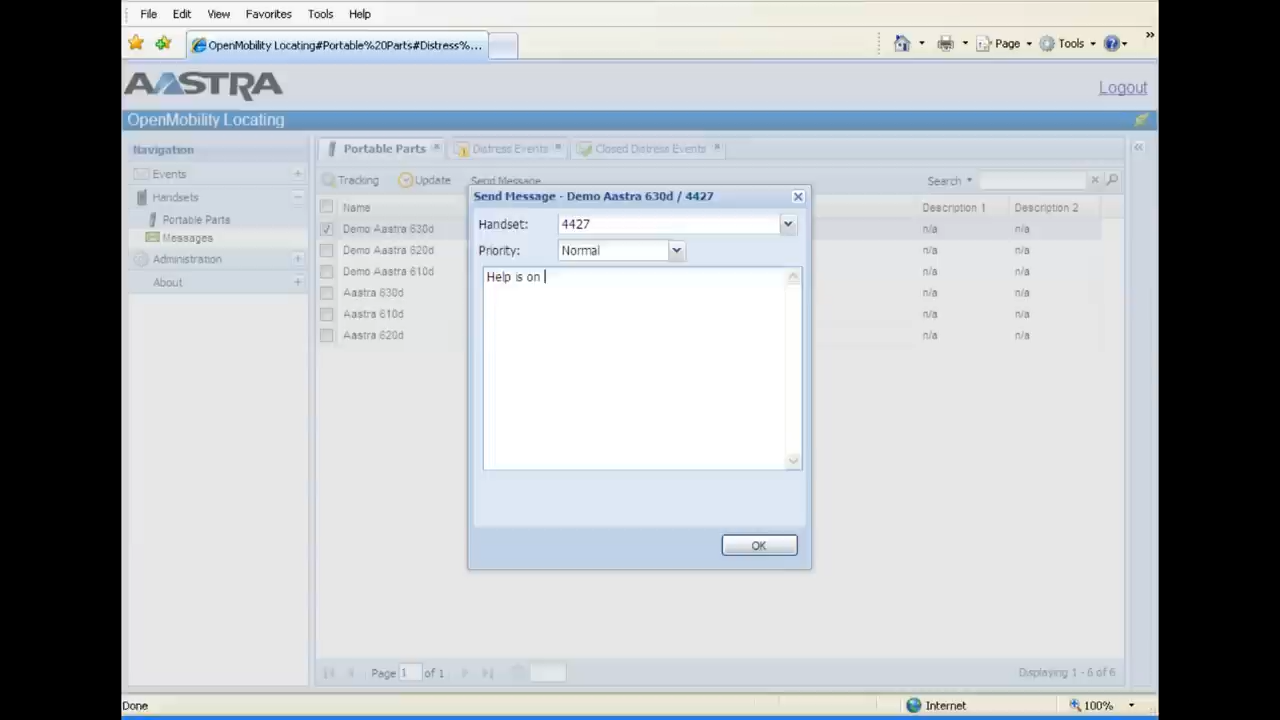 File Edit View Favorites Tools Help
OpenMobility Locating#Portable%20Parts#Distress%... Page Tools »
AASTRA Logout
OpenMobility Locating
Navigation Portable Parts Distress Events Closed Distress Events «
Events Tracking Update Send Message Search
Handsets Name Description 1 Description 2
Portable Parts Demo Aastra 630d n/a n/a
Messages Demo Aastra 620d n/a n/a
Administration Demo Aastra 610d n/a n/a
About Aastra 630d n/a n/a
Aastra 610d n/a n/a
Aastra 620d n/a n/a
Send Message - Demo Aastra 630d / 4427
Handset: 4427
Priority: Normal
Help is on
OK
Page 1 of 1 Displaying 1 - 6 of 6
Done Internet 100%